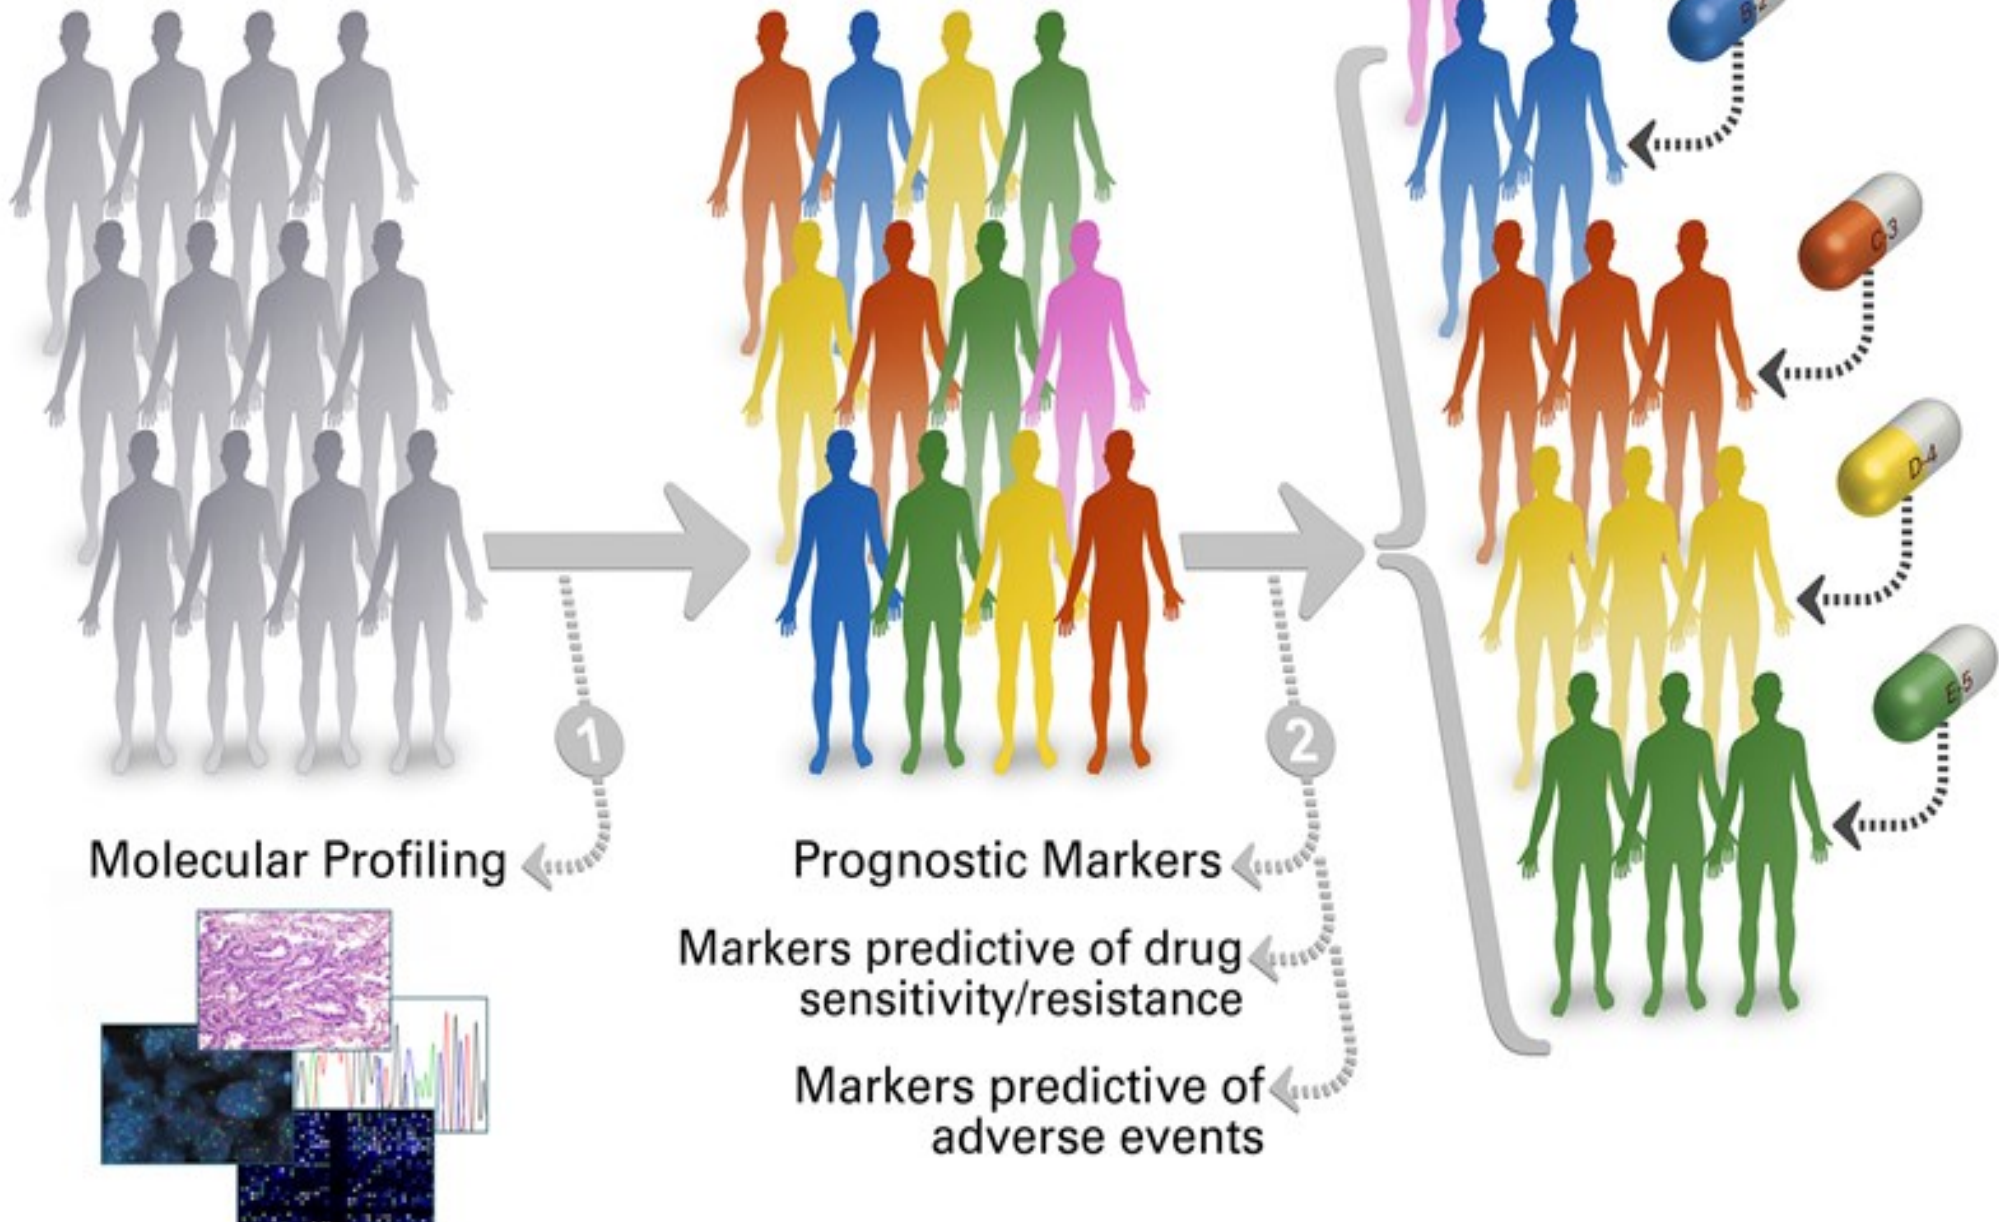 B-2
C-3
D-4
E-5
1
2
Molecular Profiling
Prognostic Markers
Markers predictive of drug
sensitivity/resistance
Markers predictive of
adverse events